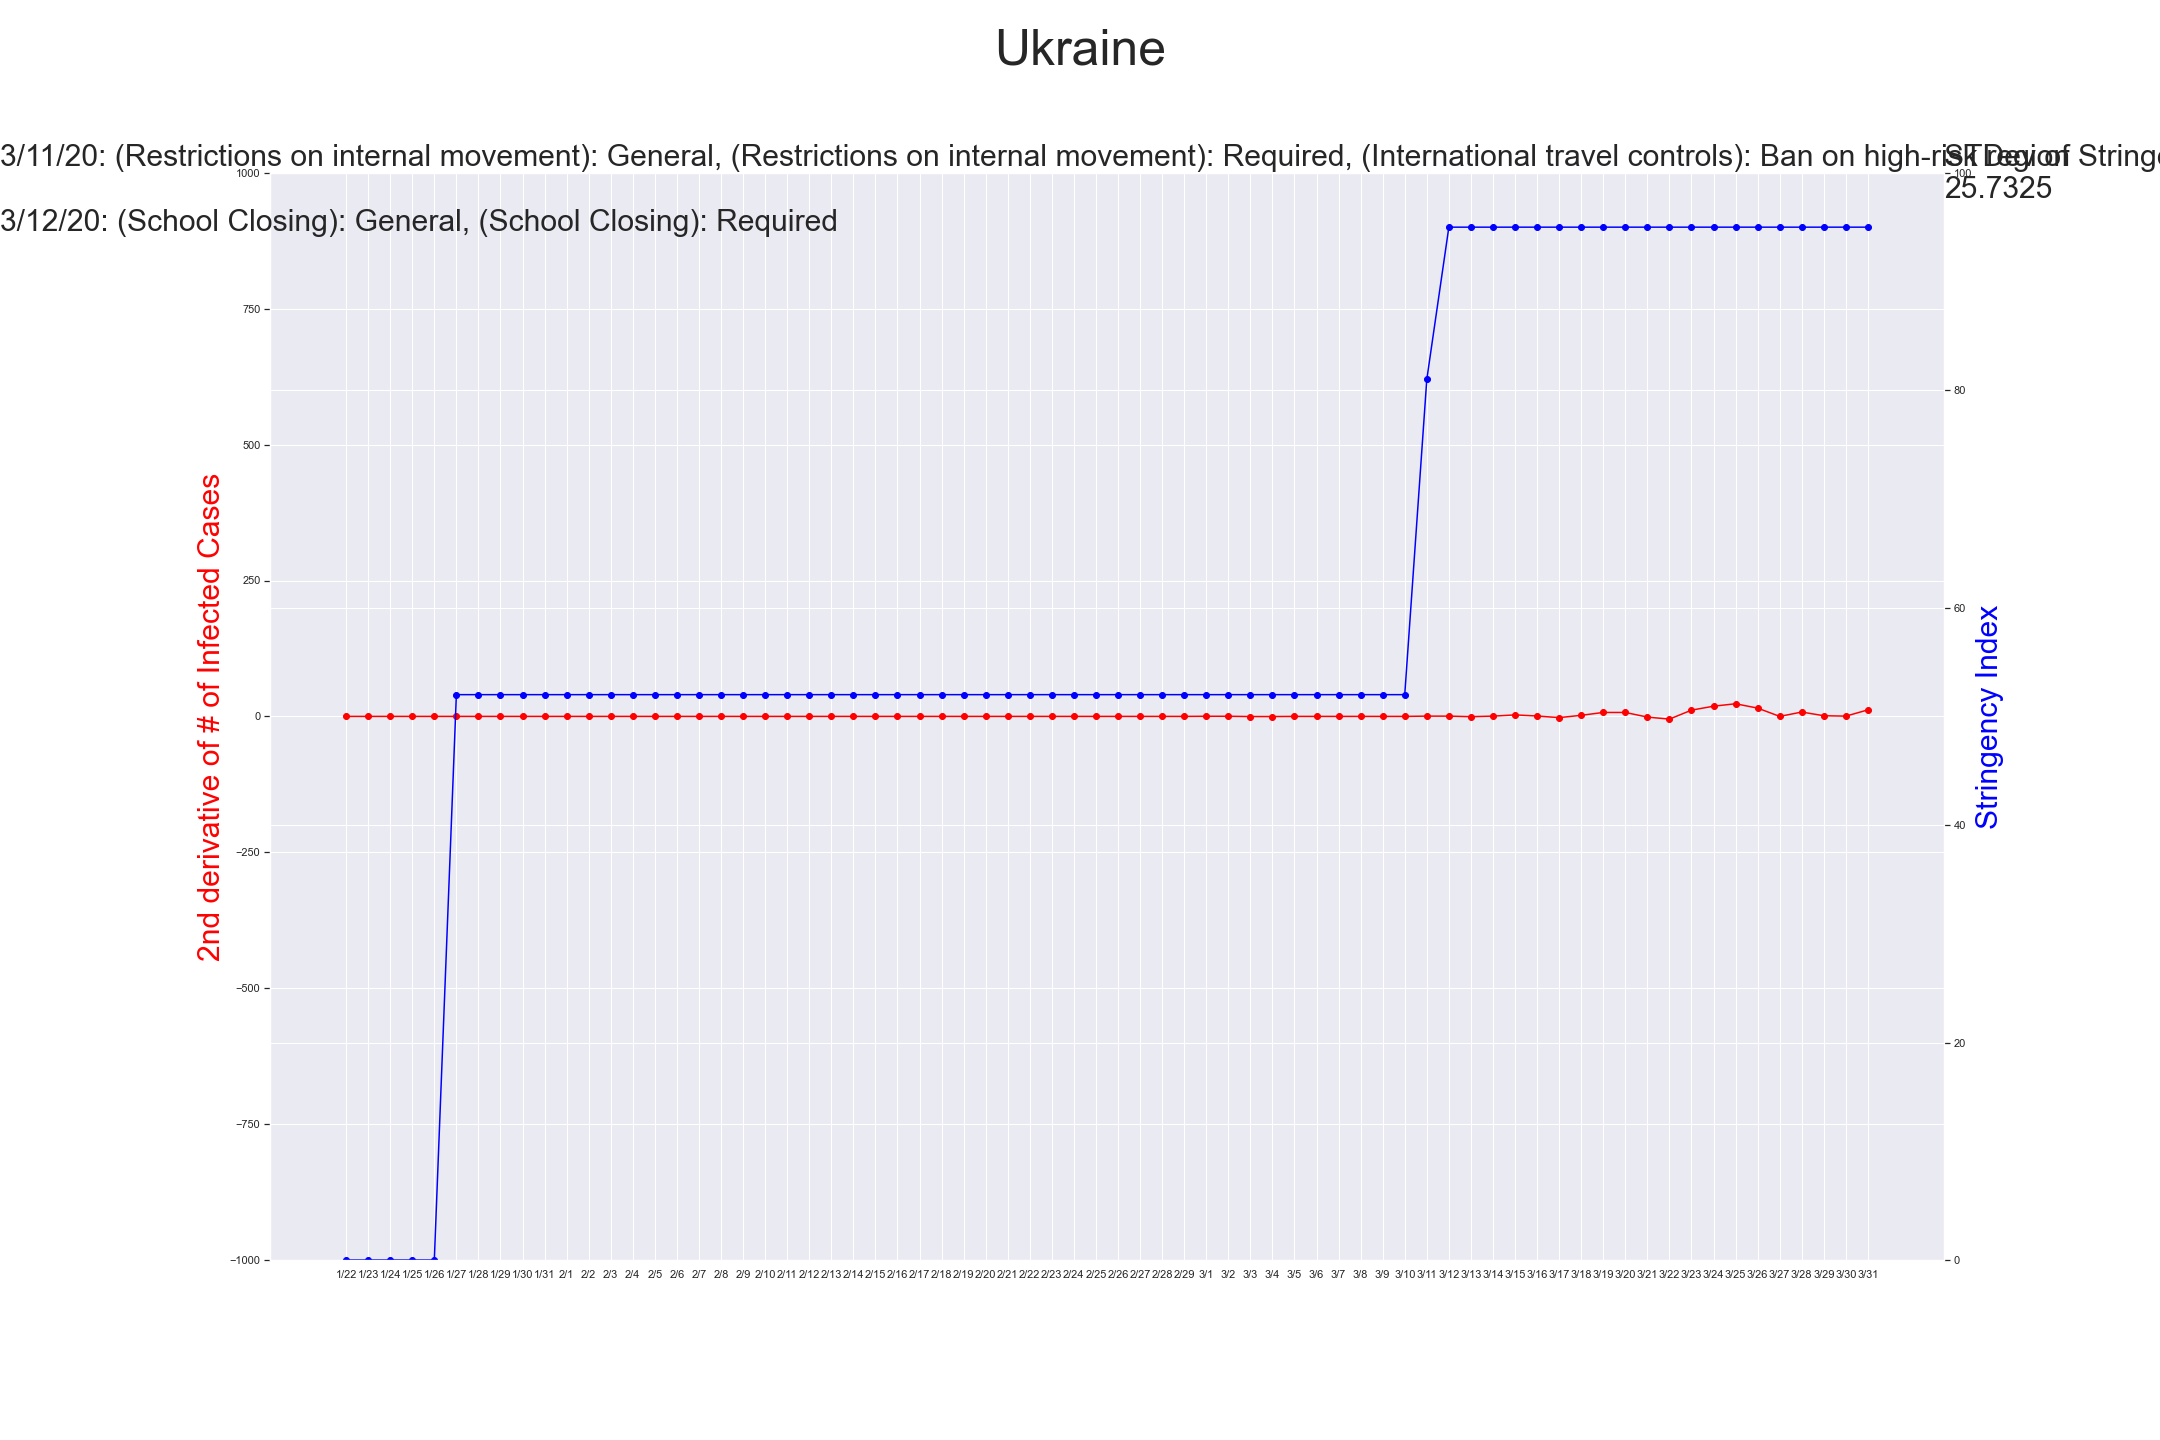 Ukraine
3/11/20: (Restrictions on internal movement): General, (Restrictions on internal movement): Required, (International travel controls): Ban on high-risk region
STDev of Stringe
25.7325
3/12/20: (School Closing): General, (School Closing): Required
1000
750
500
250
0
−250
−500
−750
−1000
2nd derivative of # of Infected Cases
100
80
60
40
20
0
Stringency Index
1/22 1/23 1/24 1/25 1/26 1/27 1/28 1/29 1/30 1/31 2/1 2/2 2/3 2/4 2/5 2/6 2/7 2/8 2/9 2/10 2/11 2/12 2/13 2/14 2/15 2/16 2/17 2/18 2/19 2/20 2/21 2/22 2/23 2/24 2/25 2/26 2/27 2/28 2/29 3/1 3/2 3/3 3/4 3/5 3/6 3/7 3/8 3/9 3/10 3/11 3/12 3/13 3/14 3/15 3/16 3/17 3/18 3/19 3/20 3/21 3/22 3/23 3/24 3/25 3/26 3/27 3/28 3/29 3/30 3/31